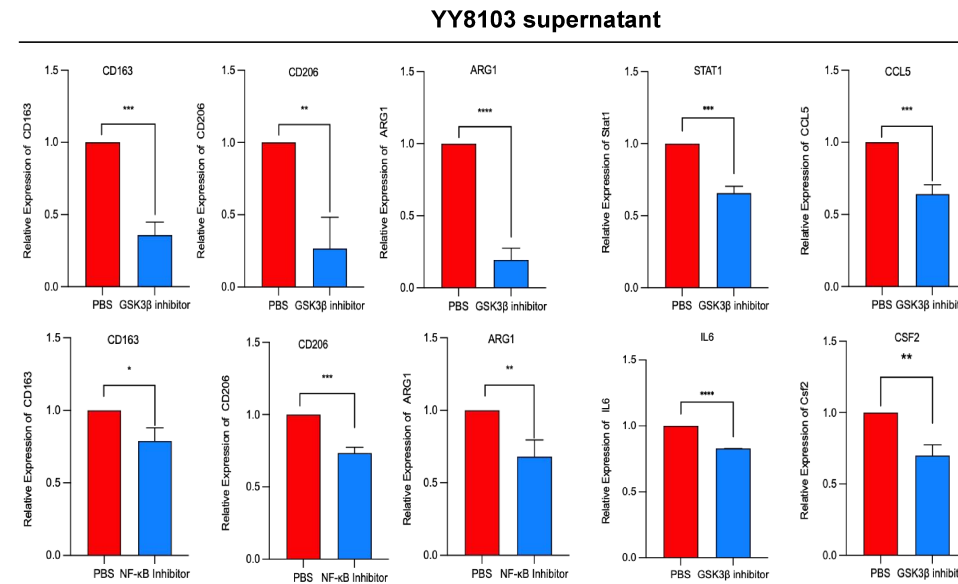 YY8103 supernatant
CD163
Relative Expression of CD163
1.5
1.0
0.5
0.0
***
PBS GSK3β inhibitor
CD206
Relative Expression of CD206
1.5
1.0
0.5
0.0
**
PBS GSK3β inhibitor
ARG1
Relative Expression of ARG1
1.5
1.0
0.5
0.0
****
PBS GSK3β inhibitor
STAT1
Relative Expression of Stat1
1.5
1.0
0.5
0.0
***
PBS GSK3β inhibitor
CCL5
Relative Expression of CCL5
1.5
1.0
0.5
0.0
***
PBS GSK3β inhibit
CD163
Relative Expression of CD163
1.5
1.0
0.5
0.0
*
PBS NF-κB Inhibitor
CD206
Relative Expression of CD206
1.5
1.0
0.5
0.0
***
PBS NF-κB Inhibitor
ARG1
Relative Expression of ARG1
1.5
1.0
0.5
0.0
**
PBS NF-κB Inhibitor
IL6
Relative Expression of IL6
1.5
1.0
0.5
0.0
****
PBS GSK3β inhibitor
CSF2
Relative Expression of Csf2
1.5
1.0
0.5
0.0
**
PBS GSK3β inhibit